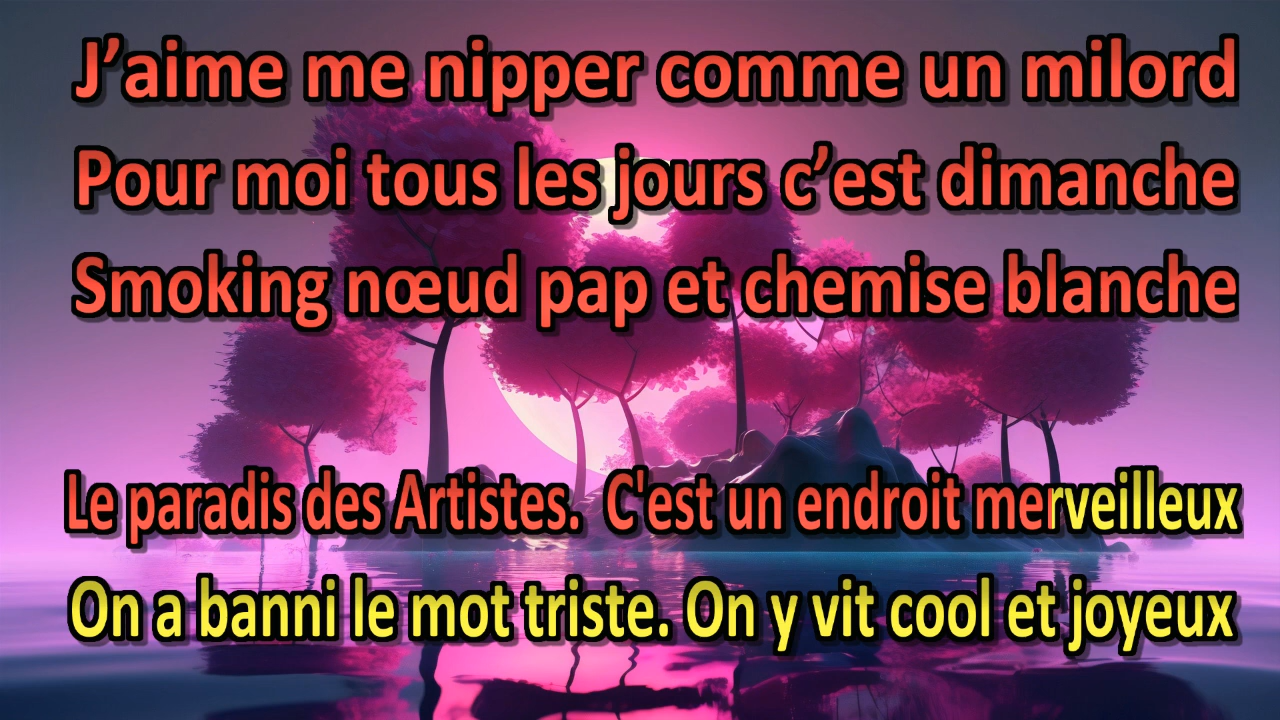 J’aime me nipper comme un milord
Pour moi tous les jours c’est dimanche
Smoking nœud pap et chemise blanche
Le paradis des Artistes.  C'est un endroit merveilleux
On a banni le mot triste. On y vit cool et joyeux